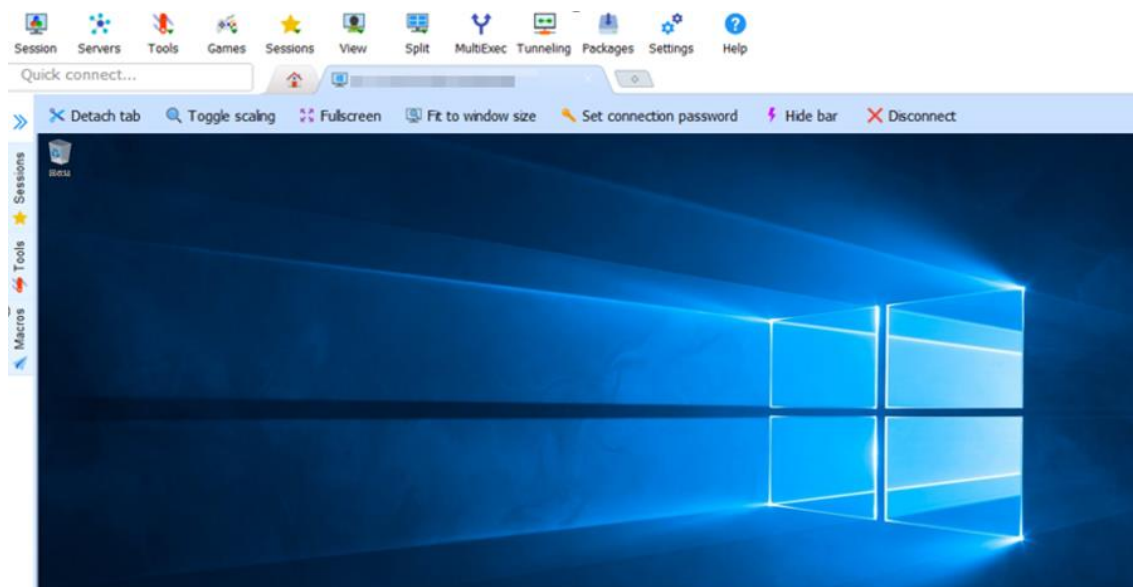 Session Servers Tools Games Sessions View Split MultiExec Tunneling Packages Settings Help
Quick connect...
Detach tab Toggle scaling Fullscreen Fit to window size Set connection password Hide bar Disconnect
Sessions
Tools
Macros